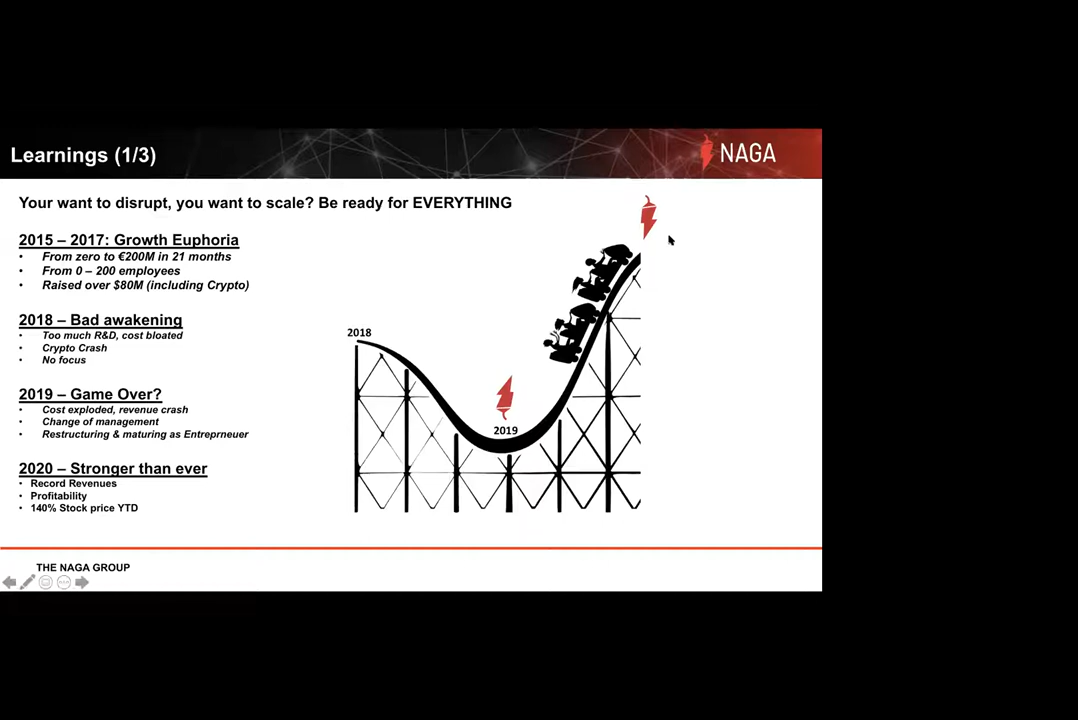 Learnings (1/3)
NAGA
Your want to disrupt, you want to scale? Be ready for EVERYTHING
2015 – 2017: Growth Euphoria
• From zero to €200M in 21 months
• From 0 – 200 employees
• Raised over $80M (including Crypto)
2018 – Bad awakening
• Too much R&D, cost bloated
• Crypto Crash
• No focus
2019 – Game Over?
• Cost exploded, revenue crash
• Change of management
• Restructuring & maturing as Entreprneuer
2020 – Stronger than ever
• Record Revenues
• Profitability
• 140% Stock price YTD
2018
2019
THE NAGA GROUP